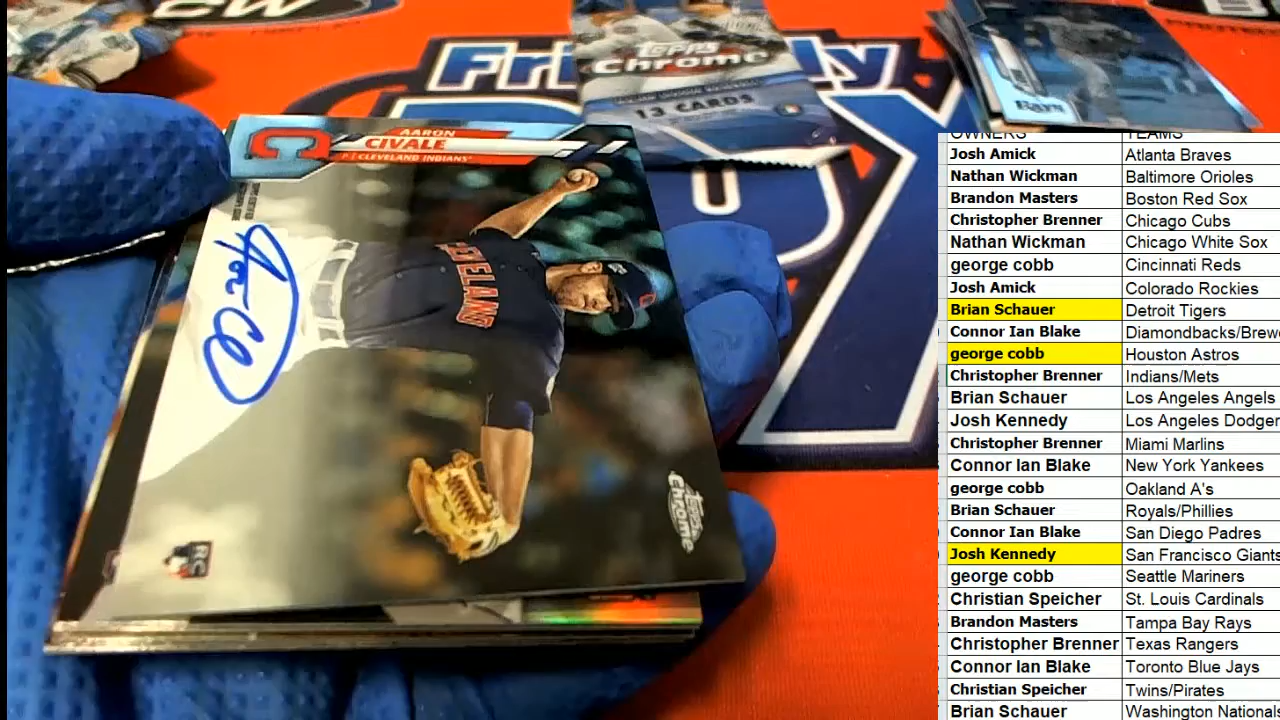 CW
Topps
Chrome
13 CARDS
Rays
C
AARON
CIVALE
P | CLEVELAND INDIANS
Topps
Chrome
RC
OWNERS TEAMS
Josh Amick Atlanta Braves
Nathan Wickman Baltimore Orioles
Brandon Masters Boston Red Sox
Christopher Brenner Chicago Cubs
Nathan Wickman Chicago White Sox
george cobb Cincinnati Reds
Josh Amick Colorado Rockies
Brian Schauer Detroit Tigers
Connor Ian Blake Diamondbacks/Brewe
george cobb Houston Astros
Christopher Brenner Indians/Mets
Brian Schauer Los Angeles Angels
Josh Kennedy Los Angeles Dodger
Christopher Brenner Miami Marlins
Connor Ian Blake New York Yankees
george cobb Oakland A's
Brian Schauer Royals/Phillies
Connor Ian Blake San Diego Padres
Josh Kennedy San Francisco Giants
george cobb Seattle Mariners
Christian Speicher St. Louis Cardinals
Brandon Masters Tampa Bay Rays
Christopher Brenner Texas Rangers
Connor Ian Blake Toronto Blue Jays
Christian Speicher Twins/Pirates
Brian Schauer Washington Nationals